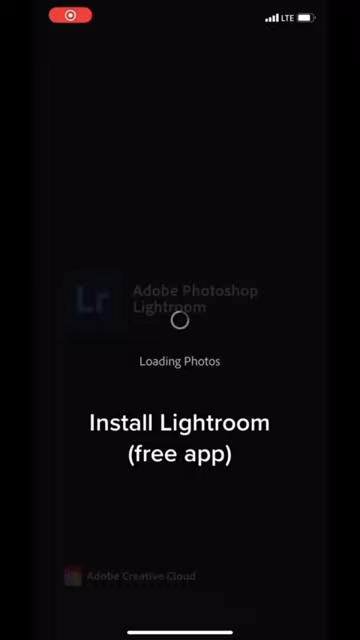 LTE
Lr
Adobe Photoshop
Lightroom
Loading Photos
Install Lightroom
(free app)
Adobe Creative Cloud